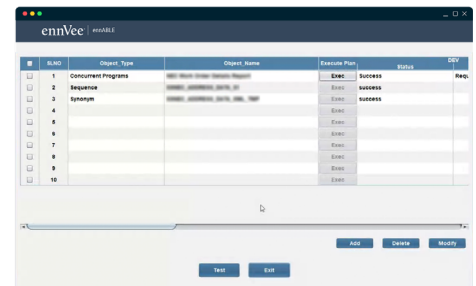 ennVee | ennABLE
DEV
SLNO Object_Type Object_Name Execute Plan Status
1 Concurrent Programs Exec Success Requ
2 Sequence Exec success
3 Synonym Exec success
4 Exec
5 Exec
6 Exec
7 Exec
8 Exec
9 Exec
10 Exec
Add Delete Modify
Test Exit